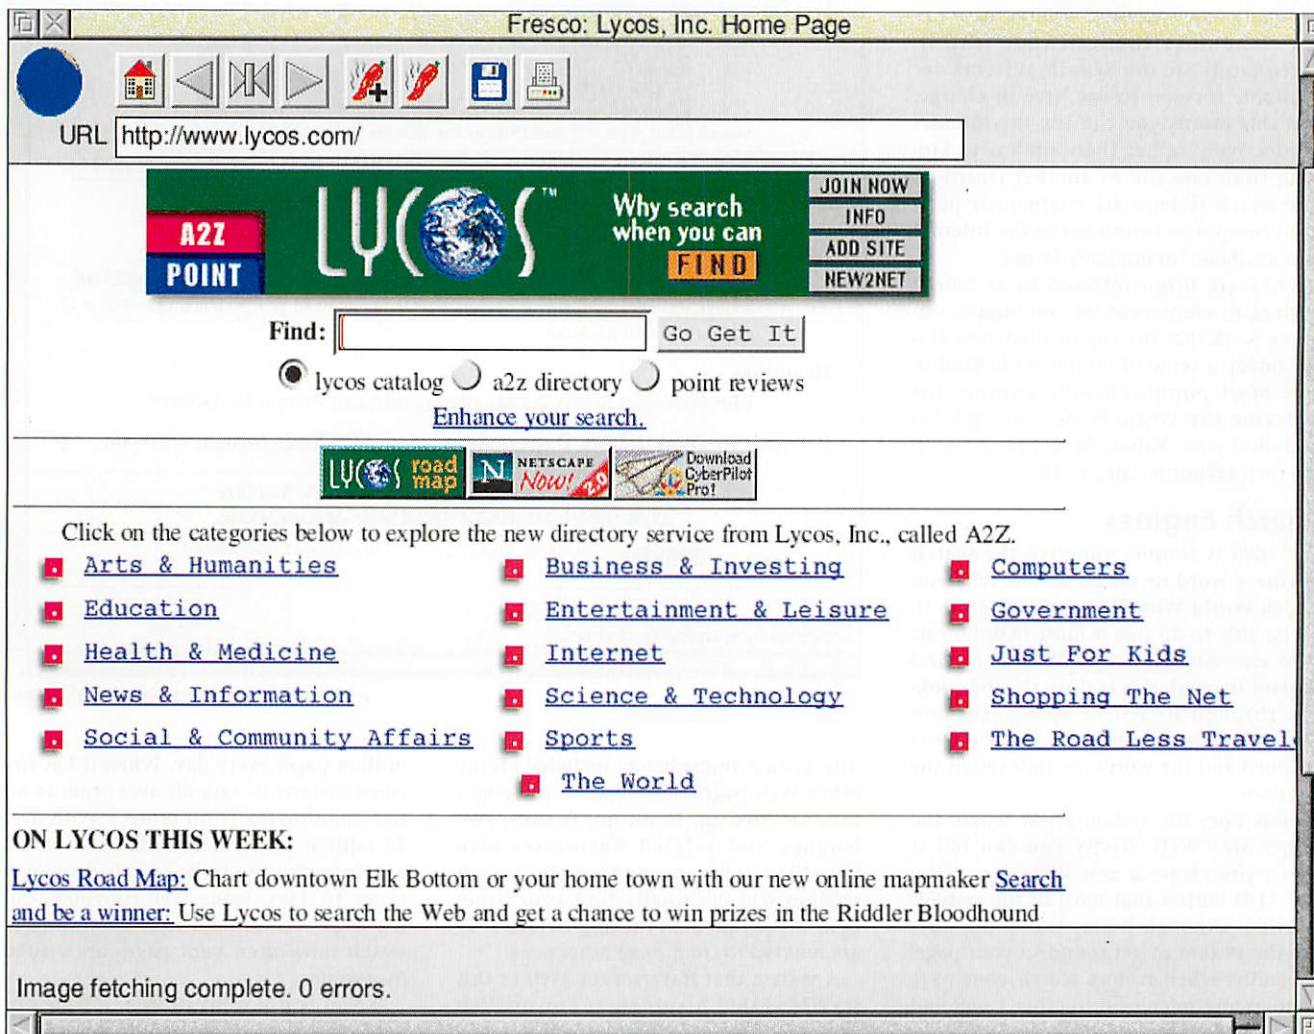 Fresco: Lycos, Inc. Home Page
URL http://www.lycos.com/
A2Z
POINT
LYCOS™
Why search
when you can
FIND
JOIN NOW
INFO
ADD SITE
NEW2NET
Find: Go Get It
lycos catalog a2z directory point reviews
Enhance your search.
LYCOS road map
N NETSCAPE Now! 2.0
Download CyberPilot Pro!
Click on the categories below to explore the new directory service from Lycos, Inc., called A2Z.
Arts & Humanities Business & Investing Computers
Education Entertainment & Leisure Government
Health & Medicine Internet Just For Kids
News & Information Science & Technology Shopping The Net
Social & Community Affairs Sports The Road Less Travel
The World
ON LYCOS THIS WEEK:
Lycos Road Map: Chart downtown Elk Bottom or your home town with our new online mapmaker Search
and be a winner: Use Lycos to search the Web and get a chance to win prizes in the Riddler Bloodhound
Image fetching complete, 0 errors.